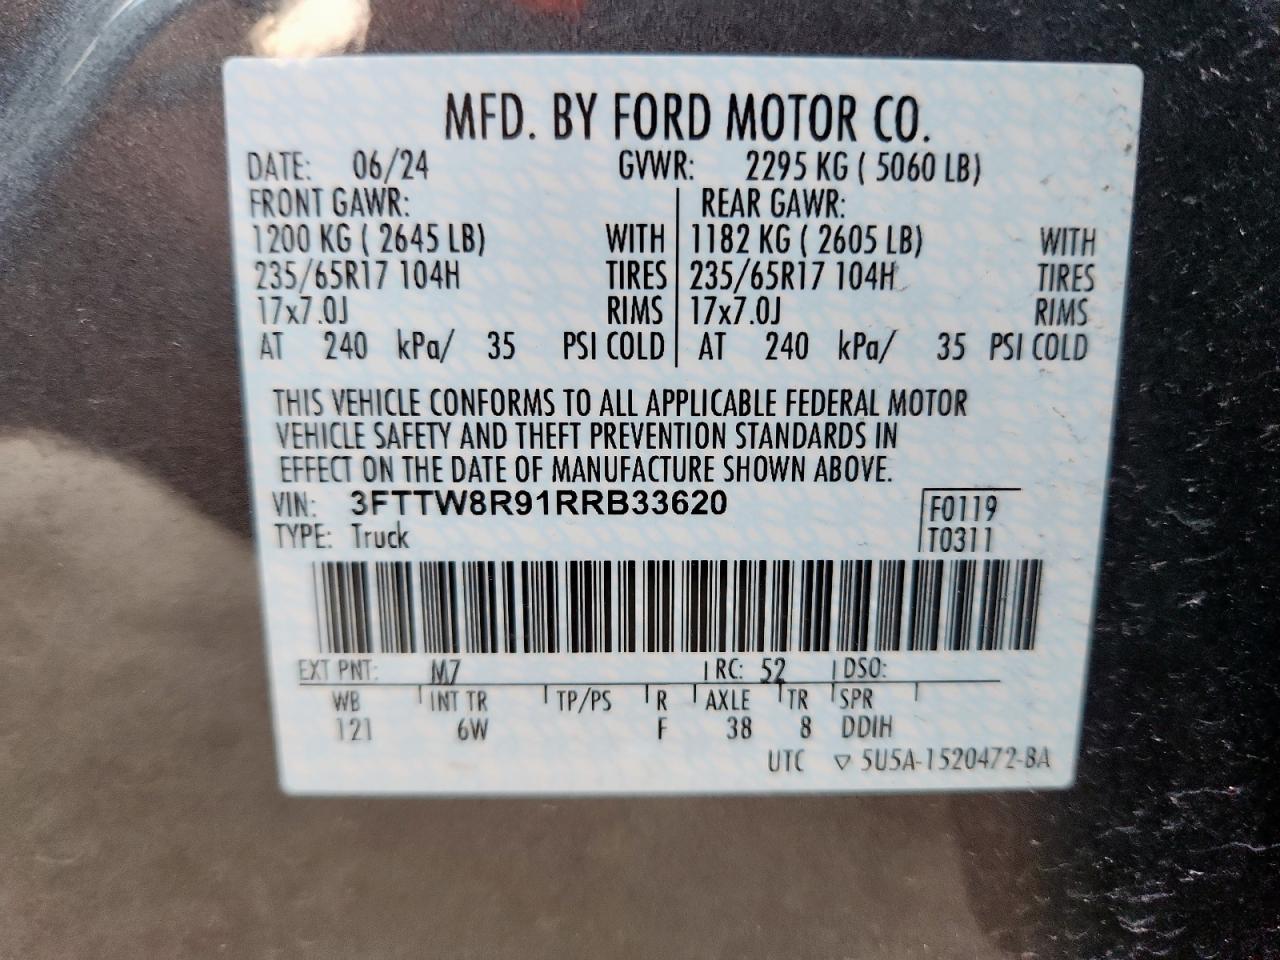 MFD. BY FORD MOTOR CO.
DATE: 06/24 GVWR: 2295 KG ( 5060 LB)
FRONT GAWR: REAR GAWR:
1200 KG ( 2645 LB) WITH 1182 KG ( 2605 LB) WITH
235/65R17 104H TIRES 235/65R17 104H TIRES
17x7.0J RIMS 17x7.0J RIMS
AT 240 kPa/ 35 PSI COLD AT 240 kPa/ 35 PSI COLD
THIS VEHICLE CONFORMS TO ALL APPLICABLE FEDERAL MOTOR
VEHICLE SAFETY AND THEFT PREVENTION STANDARDS IN
EFFECT ON THE DATE OF MANUFACTURE SHOWN ABOVE.
VIN: 3FTTW8R91RRB33620 F0119
TYPE: Truck T0311
EXT PNT: M7 RC: 52 DSO:
WB INT TR TP/PS R AXLE TR SPR
121 6W F 38 8 DDIH
UTC ▽ 5U5A-1520472-BA